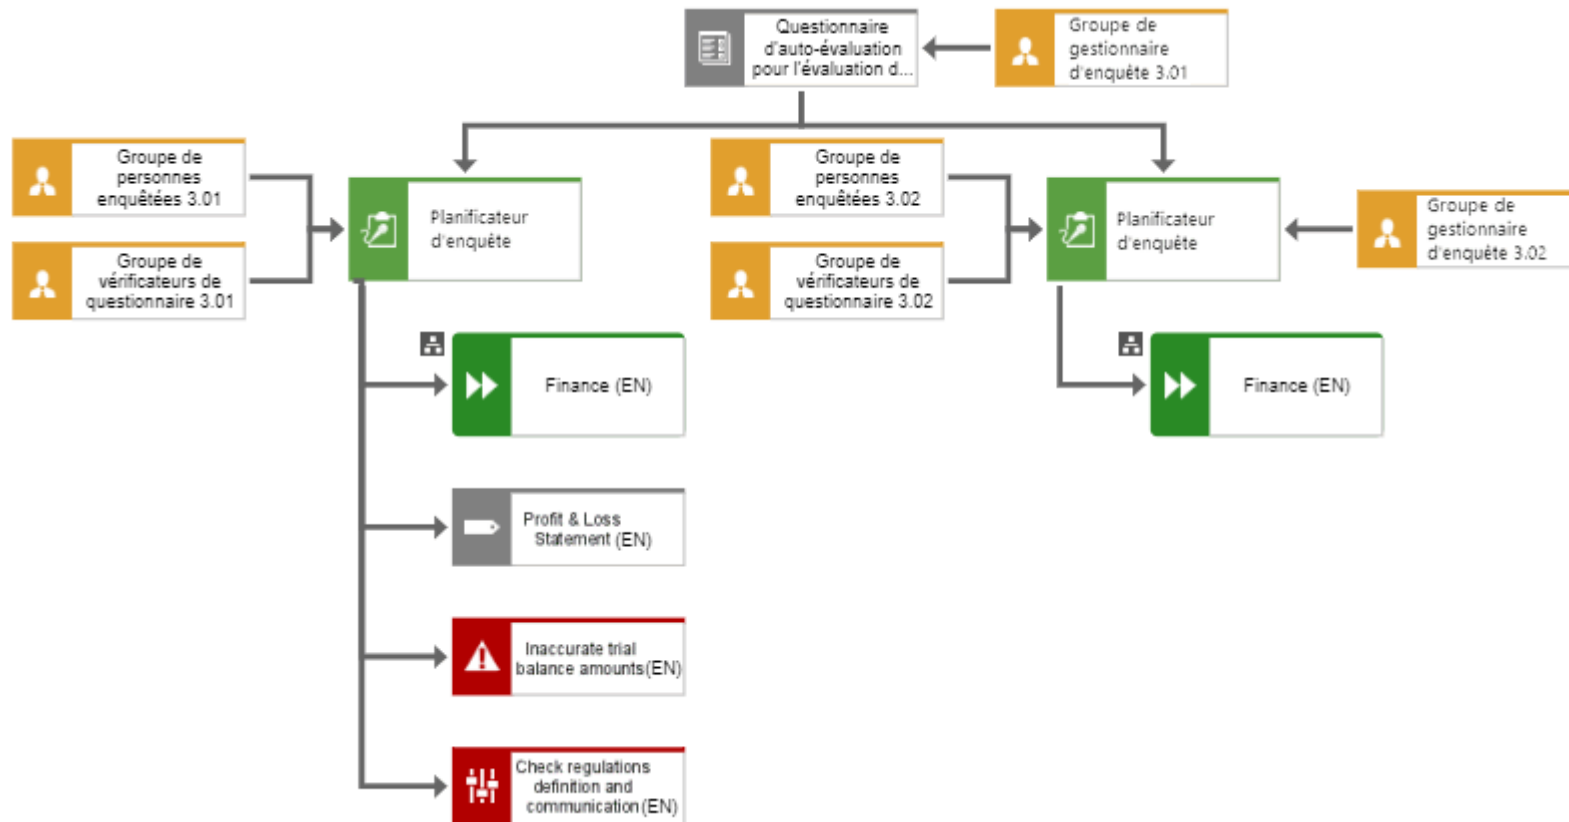 Questionnaire
d'auto-évaluation
pour l'évaluation d...
Groupe de
gestionnaire
d'enquête 3.01
Groupe de
personnes
enquêtées 3.01
Groupe de
vérificateurs de
questionnaire 3.01
Planificateur
d'enquête
Groupe de
personnes
enquêtées 3.02
Groupe de
vérificateurs de
questionnaire 3.02
Planificateur
d'enquête
Groupe de
gestionnaire
d'enquête 3.02
Finance (EN)
Finance (EN)
Profit & Loss
Statement (EN)
Inaccurate trial
balance amounts(EN)
Check regulations
definition and
communication(EN)